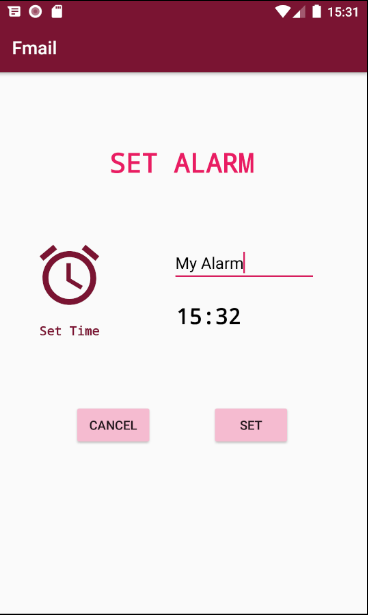 15:31
Fmail
SET ALARM
My Alarm
15:32
Set Time
CANCEL
SET